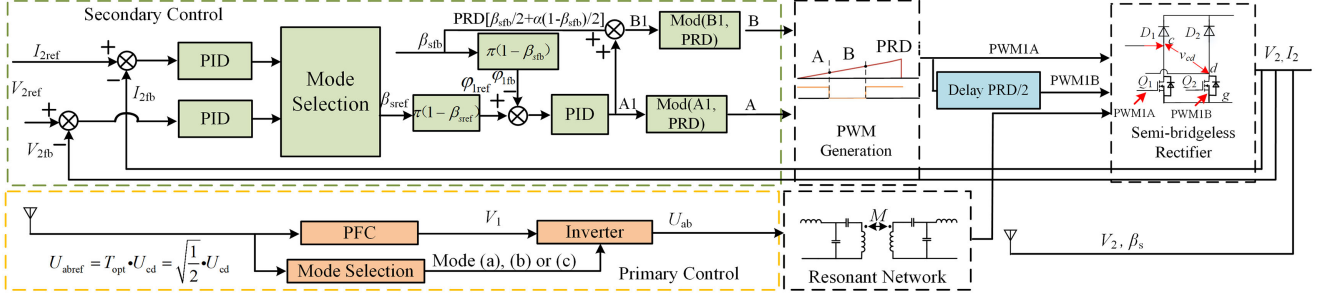 Secondary Control
I2ref
+
−
PID
V2ref
I2fb
+
PID
V2fb
−
Mode Selection
βsref
π(1−βsref)
φ1ref
βsfb
π(1−βsfb)
φ1fb
−
+
PID
PRD[βsfb/2+α(1-βsfb)/2]
+
+
B1
Mod(B1, PRD)
B
A1
Mod(A1, PRD)
A
A B PRD
PWM Generation
PWM1A
Delay PRD/2
PWM1B
D1 D2
c
vcd
d
Q1 Q2
g
PWM1A
PWM1B
Semi-bridgeless Rectifier
V2, I2
PFC
V1
Inverter
Uab
Uabref = Topt•Ucd = √(1/2)•Ucd
Mode Selection
Mode (a), (b) or (c)
Primary Control
M
Resonant Network
V2 , βs